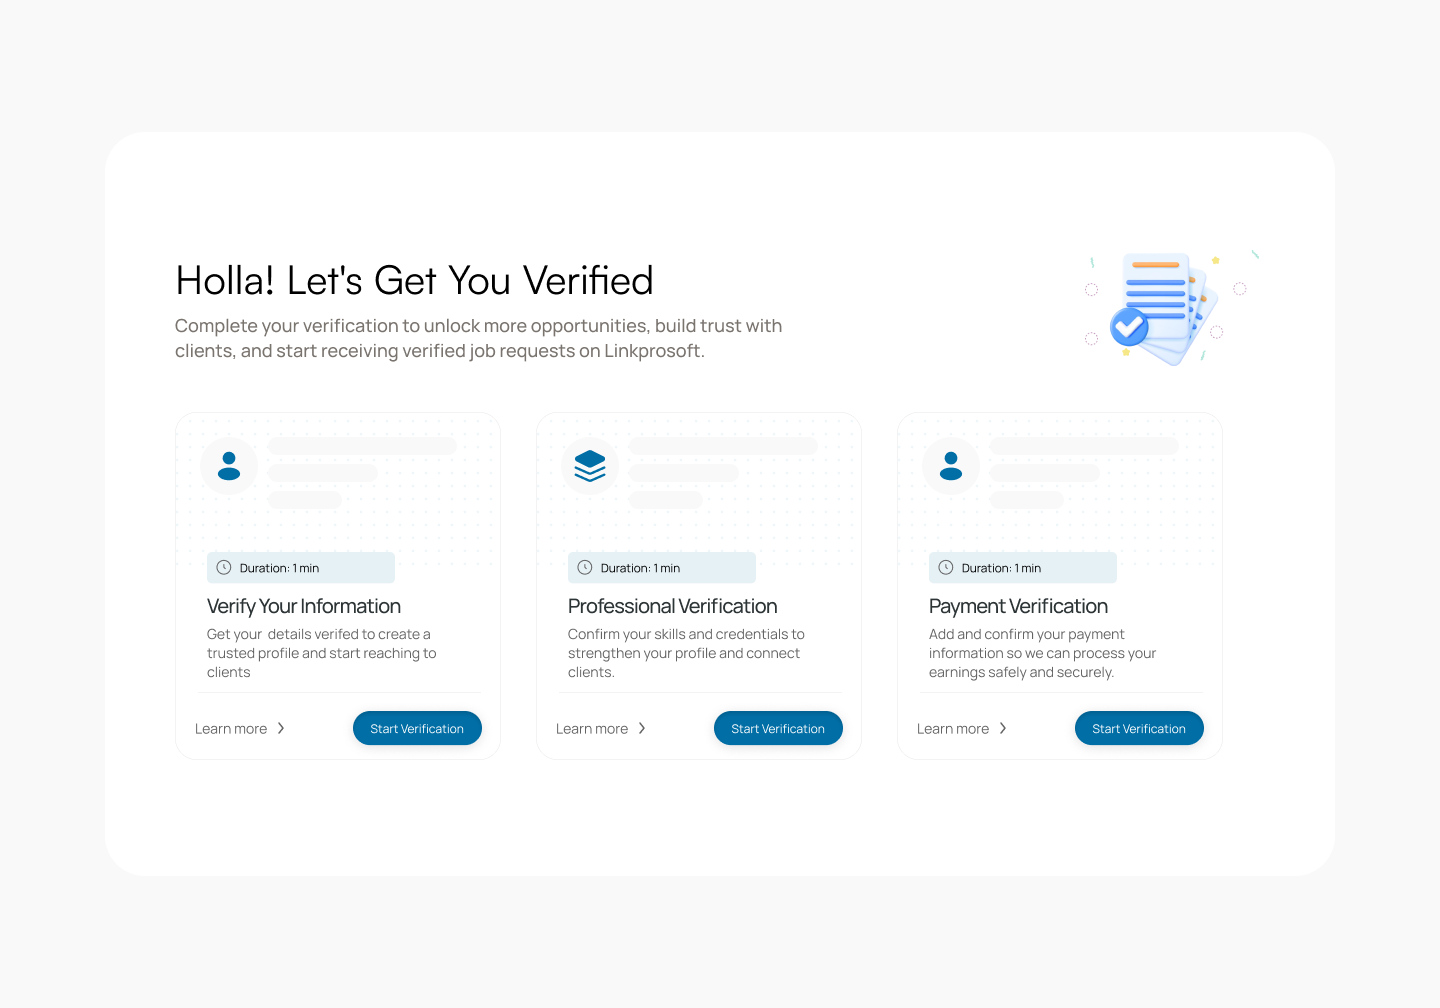 Holla! Let's Get You Verified
Complete your verification to unlock more opportunities, build trust with
clients, and start receiving verified job requests on Linkprosoft.
Duration: 1 min
Verify Your Information
Get your  details verifed to create a
trusted profile and start reaching to
clients
Learn more
Start Verification
Duration: 1 min
Professional Verification
Confirm your skills and credentials to
strengthen your profile and connect
clients.
Learn more
Start Verification
Duration: 1 min
Payment Verification
Add and confirm your payment
information so we can process your
earnings safely and securely.
Learn more
Start Verification